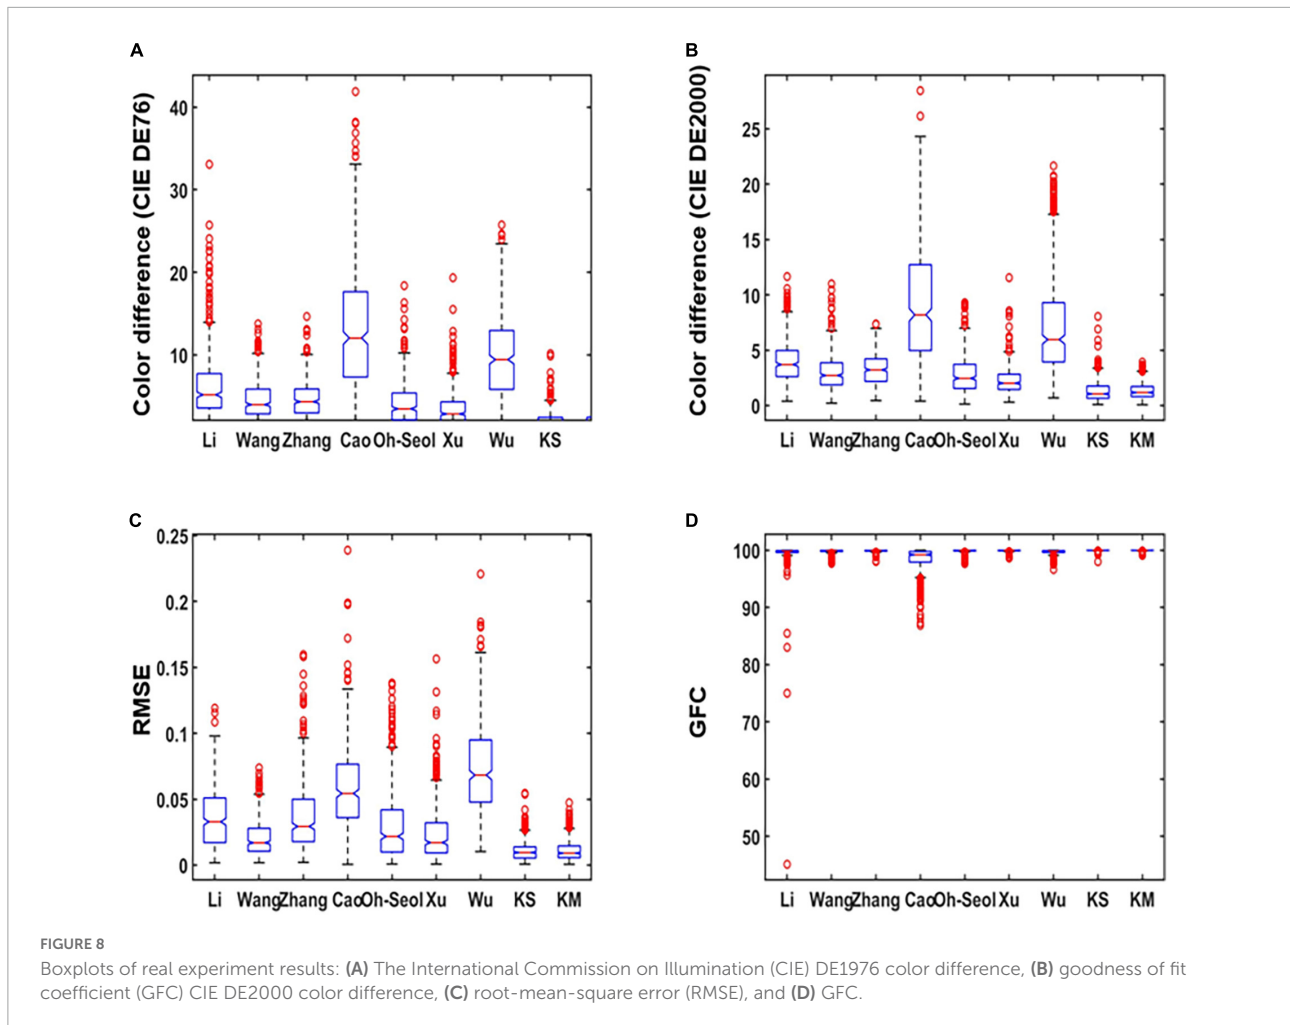 A
Color difference (CIE DE76)
40
30
20
10
Li Wang Zhang Cao Oh-Seol Xu Wu KS
B
Color difference (CIE DE2000)
25
20
15
10
5
0
Li Wang Zhang Cao Oh-Seol Xu Wu KS KM
C
RMSE
0.25
0.2
0.15
0.1
0.05
0
Li Wang Zhang Cao Oh-Seol Xu Wu KS KM
D
GFC
100
90
80
70
60
50
Li Wang Zhang Cao Oh-Seol Xu Wu KS KM
FIGURE 8
Boxplots of real experiment results: (A) The International Commission on Illumination (CIE) DE1976 color difference, (B) goodness of fit
coefficient (GFC) CIE DE2000 color difference, (C) root-mean-square error (RMSE), and (D) GFC.